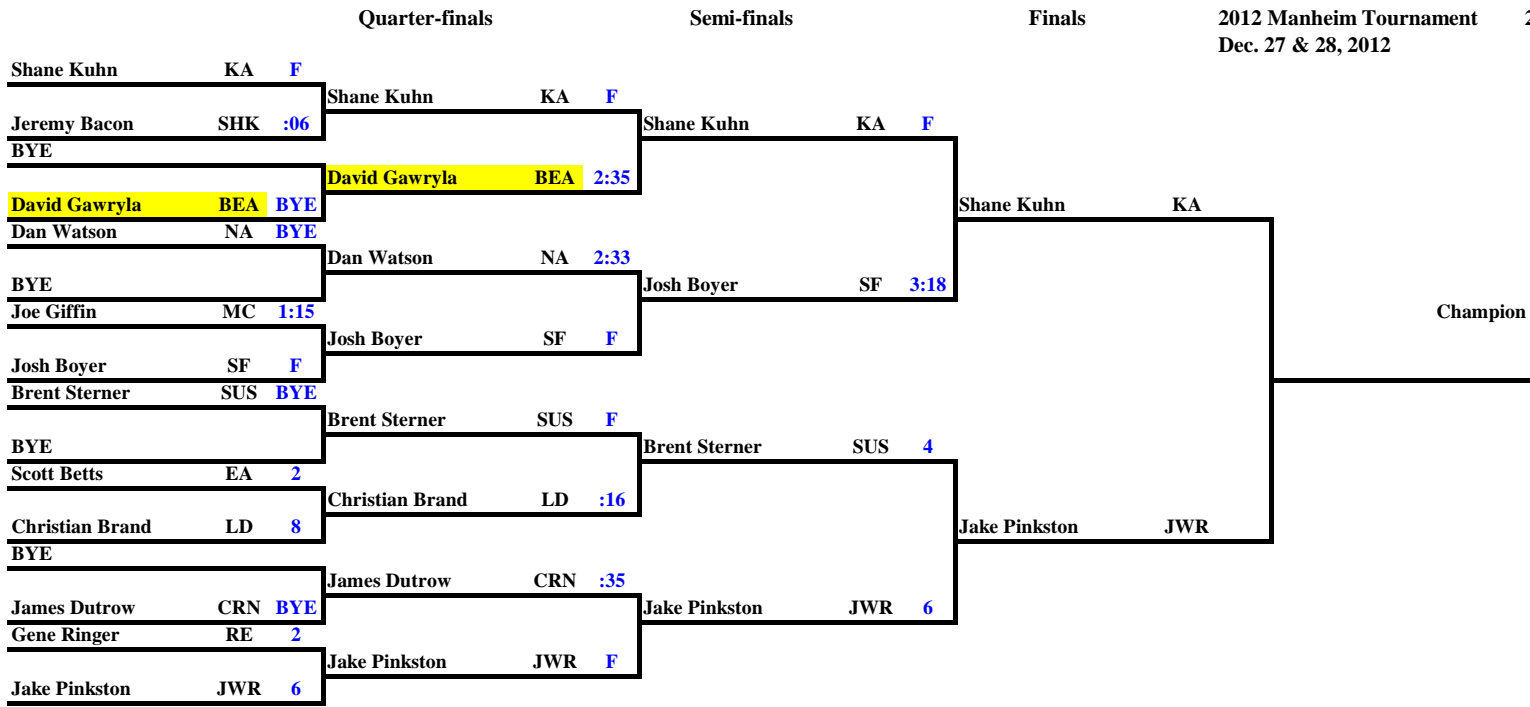 Quarter-finals Semi-finals Finals 2012 Manheim Tournament 2
Dec. 27 & 28, 2012
Shane Kuhn KA F
Shane Kuhn KA F
Jeremy Bacon SHK :06 Shane Kuhn KA F
BYE
David Gawryla BEA 2:35
David Gawryla BEA BYE Shane Kuhn KA
Dan Watson NA BYE
Dan Watson NA 2:33
BYE Josh Boyer SF 3:18
Joe Giffin MC 1:15 Champion
Josh Boyer SF F
Josh Boyer SF F
Brent Sterner SUS BYE
Brent Sterner SUS F
BYE Brent Sterner SUS 4
Scott Betts EA 2
Christian Brand LD :16
Christian Brand LD 8 Jake Pinkston JWR
BYE
James Dutrow CRN :35
James Dutrow CRN BYE Jake Pinkston JWR 6
Gene Ringer RE 2
Jake Pinkston JWR F
Jake Pinkston JWR 6